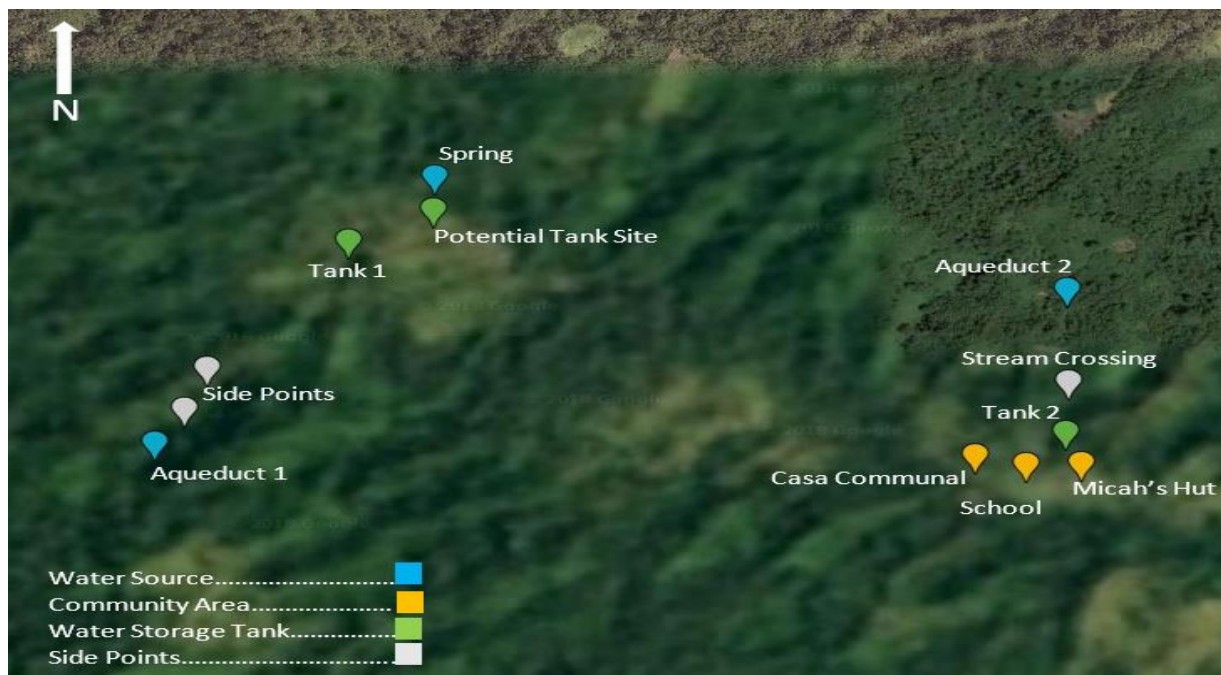 N
Spring
Potential Tank Site
Tank 1
Aqueduct 2
Side Points
Stream Crossing
Tank 2
Aqueduct 1
Casa Communal
School
Micah's Hut
Water Source............................
Community Area.....................
Water Storage Tank................
Side Points................................